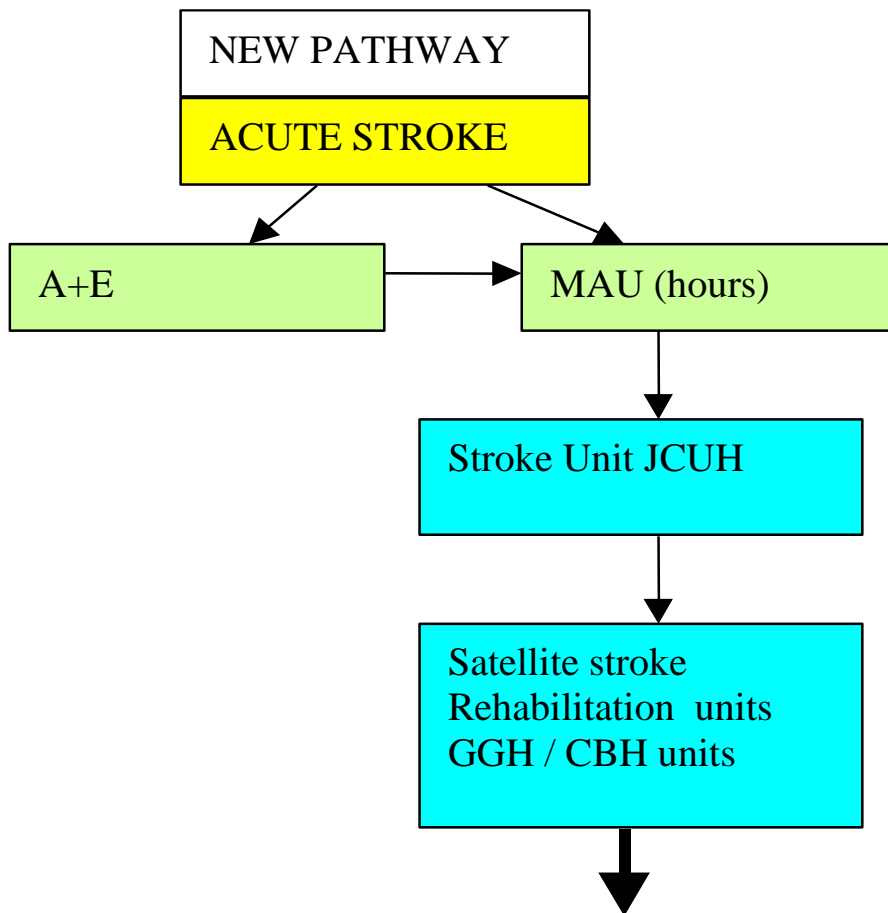 NEW PATHWAY
ACUTE STROKE
A+E
MAU (hours)
Stroke Unit JCUH
Satellite stroke
Rehabilitation  units
GGH / CBH units